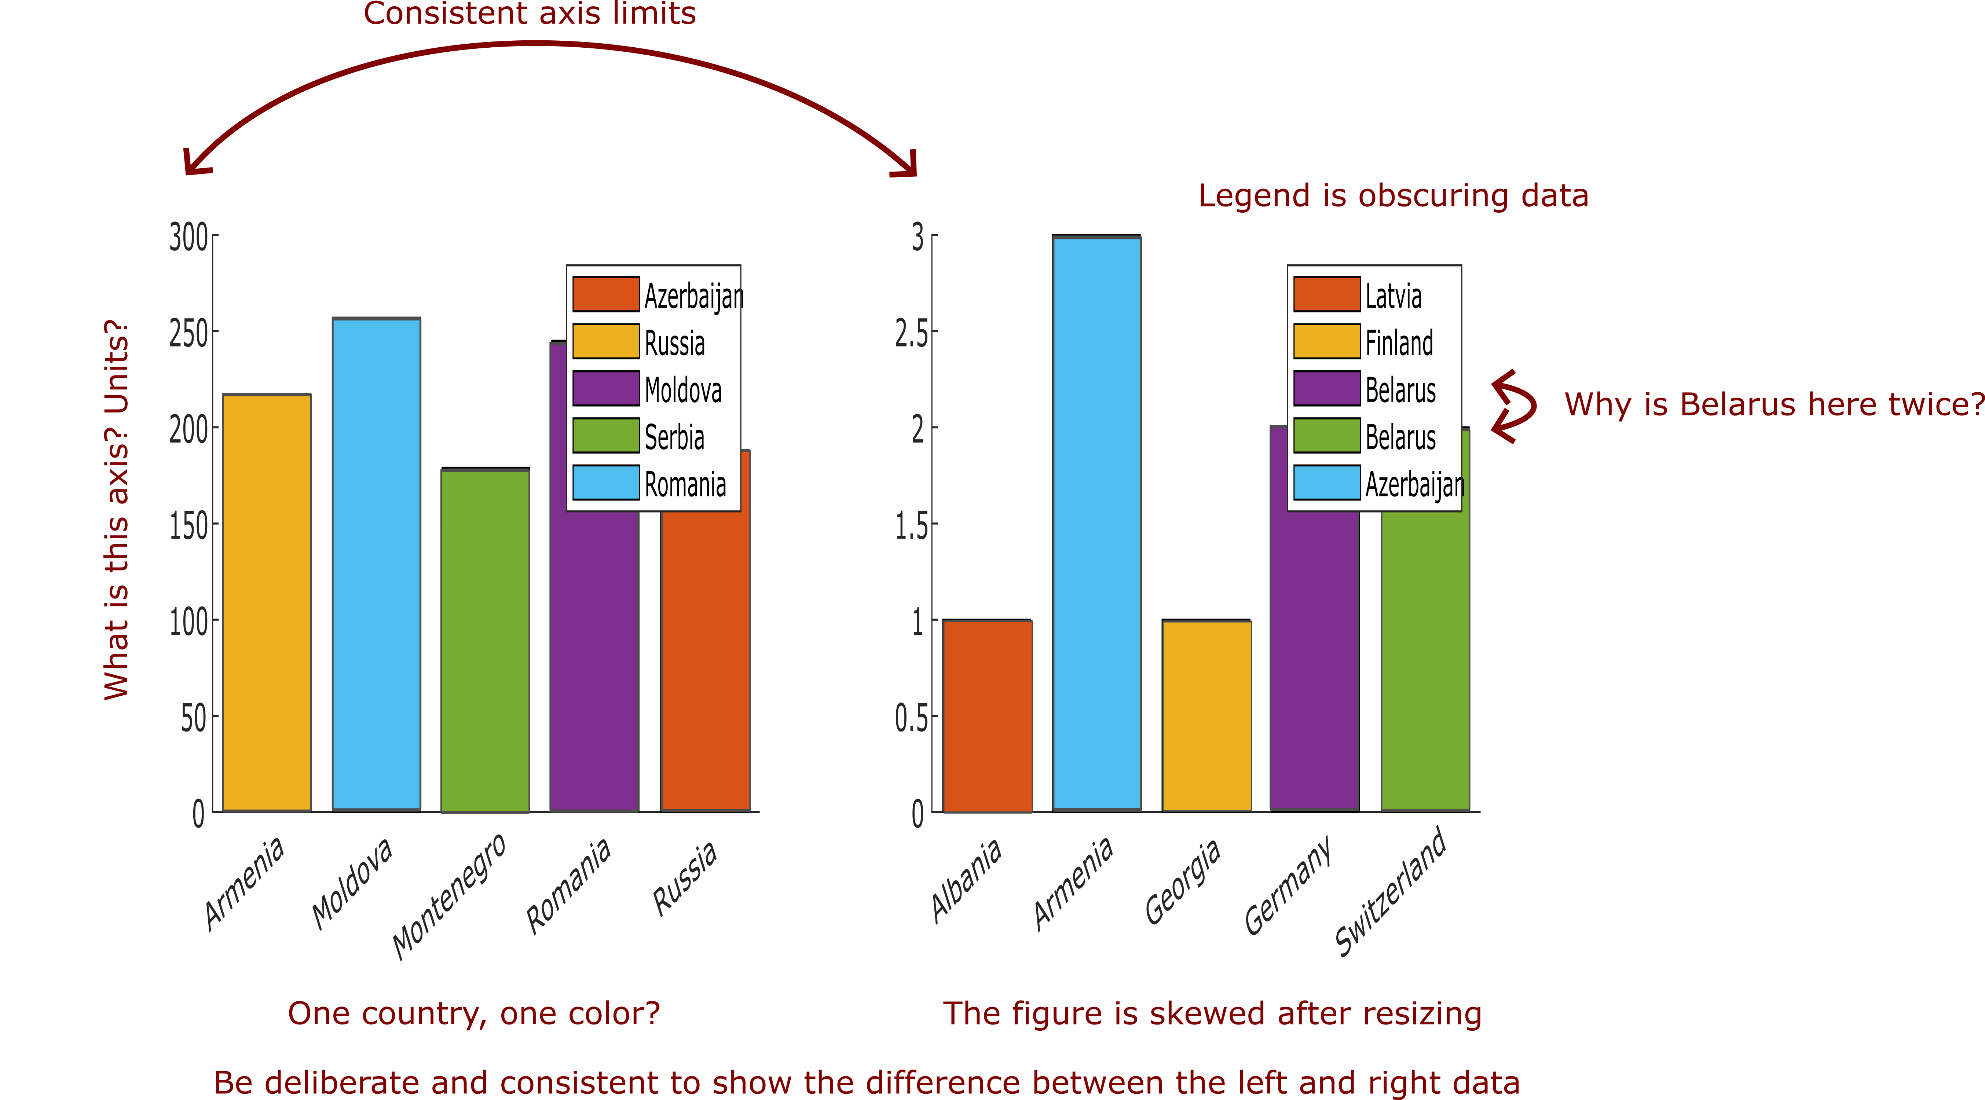 Consistent axis limits
Legend is obscuring data
What is this axis? Units?
300
250
200
150
100
50
0
Azerbaijan
Russia
Moldova
Serbia
Romania
Armenia
Moldova
Montenegro
Romania
Russia
3
2.5
2
1.5
1
0.5
0
Latvia
Finland
Belarus
Belarus
Azerbaijan
Why is Belarus here twice?
Albania
Armenia
Georgia
Germany
Switzerland
One country, one color?
The figure is skewed after resizing
Be deliberate and consistent to show the difference between the left and right data